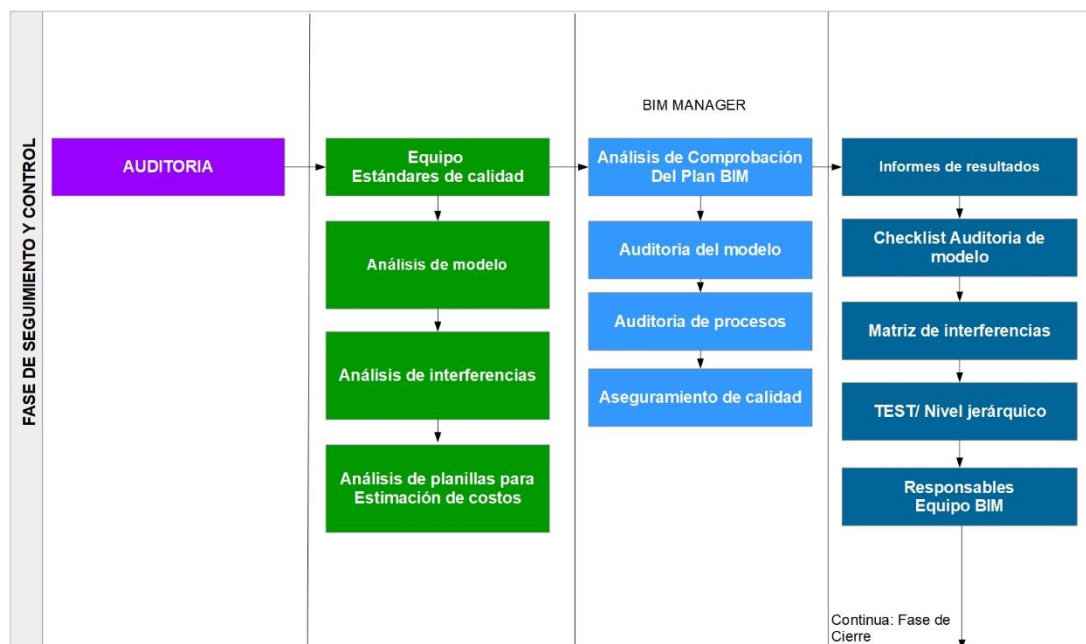 FASE DE SEGUIMIENTO Y CONTROL
AUDITORIA
Equipo
Estándares de calidad
Análisis de modelo
Análisis de interferencias
Análisis de planillas para
Estimación de costos
BIM MANAGER
Análisis de Comprobación
Del Plan BIM
Auditoria del modelo
Auditoria de procesos
Aseguramiento de calidad
Informes de resultados
Checklist Auditoria de
modelo
Matriz de interferencias
TEST/ Nivel jerárquico
Responsables
Equipo BIM
Continua: Fase de
Cierre